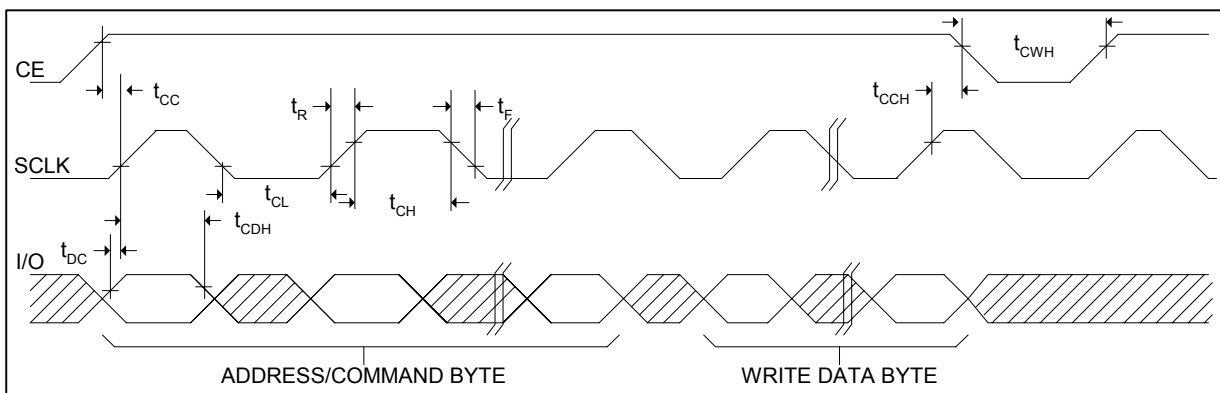 CE
t_CWH
t_CC
t_R
t_F
t_CCH
SCLK
t_CL
t_CH
t_CDH
t_DC
I/O
ADDRESS/COMMAND BYTE
WRITE DATA BYTE